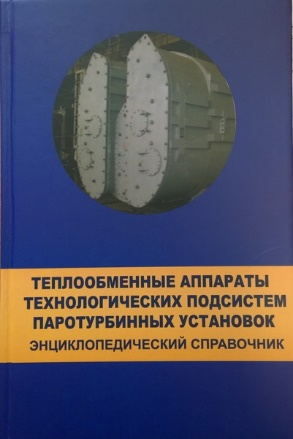 ТЕПЛООБМЕННЫЕ АППАРАТЫ
ТЕХНОЛОГИЧЕСКИХ ПОДСИСТЕМ
ПАРОТУРБИННЫХ УСТАНОВОК
ЭНЦИКЛОПЕДИЧЕСКИЙ СПРАВОЧНИК